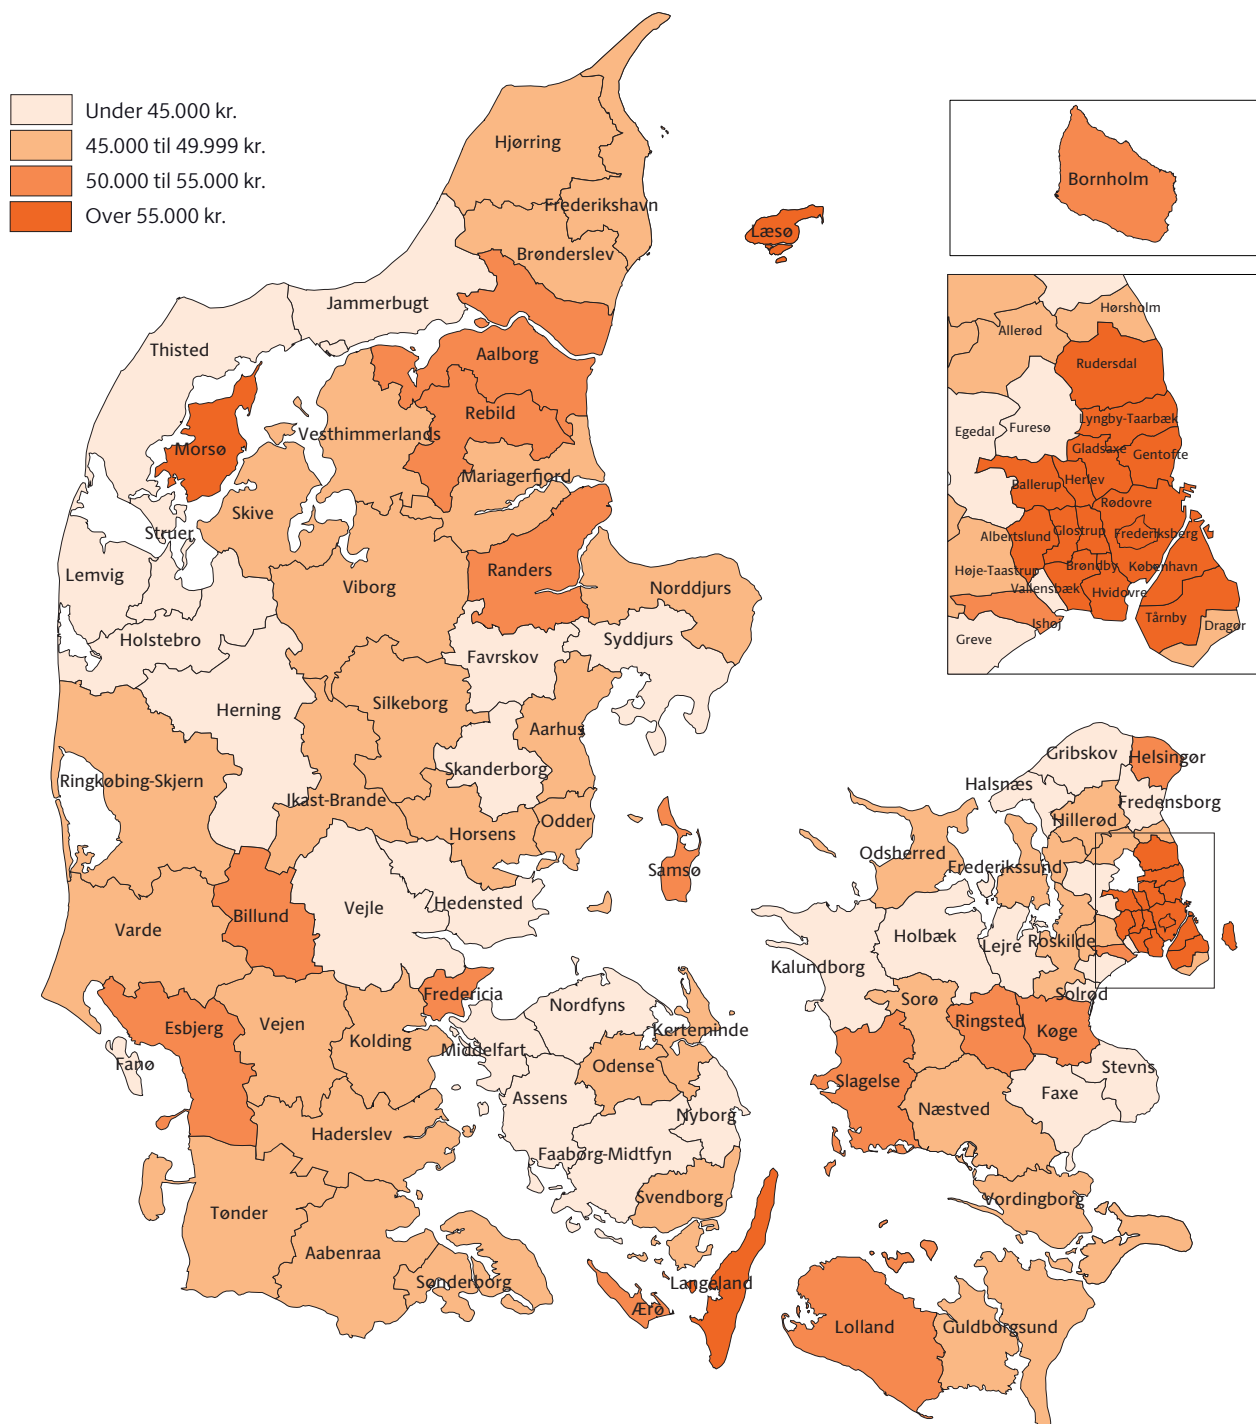 Under 45.000 kr.
45.000 til 49.999 kr.
50.000 til 55.000 kr.
Over 55.000 kr.
Hjørring
Frederikshavn
Brønderslev
Læsø
Jammerbugt
Thisted
Aalborg
Rebild
Vesthimmerlands
Morsø
Mariagerfjord
Skive
Struer
Lemvig
Viborg
Randers
Norddjurs
Holstebro
Favrskov
Syddjurs
Herning
Silkeborg
Aarhus
Skanderborg
Ringkøbing-Skjern
Ikast-Brande
Horsens
Odder
Samsø
Hedensted
Vejle
Billund
Varde
Fredericia
Nordfyns
Esbjerg
Vejen
Kolding
Middelfart
Kerteminde
Odense
Fanø
Assens
Nyborg
Haderslev
Faaborg-Midtfyn
Svendborg
Tønder
Aabenraa
Sønderborg
Langeland
Ærø
Bornholm
Hørsholm
Allerød
Rudersdal
Lyngby-Taarbæk
Furesø
Egedal
Gladsaxe
Gentofte
Ballerup
Herlev
Rødovre
Albertslund
Glostrup
Frederiksberg
Høje-Taastrup
Brøndby
København
Vallensbæk
Hvidovre
Ishøj
Tårnby
Dragør
Greve
Gribskov
Helsingør
Halsnæs
Fredensborg
Hillerød
Odsherred
Frederikssund
Holbæk
Lejre
Roskilde
Kalundborg
Solrød
Sorø
Ringsted
Køge
Stevns
Slagelse
Faxe
Næstved
Vordingborg
Lolland
Guldborgsund